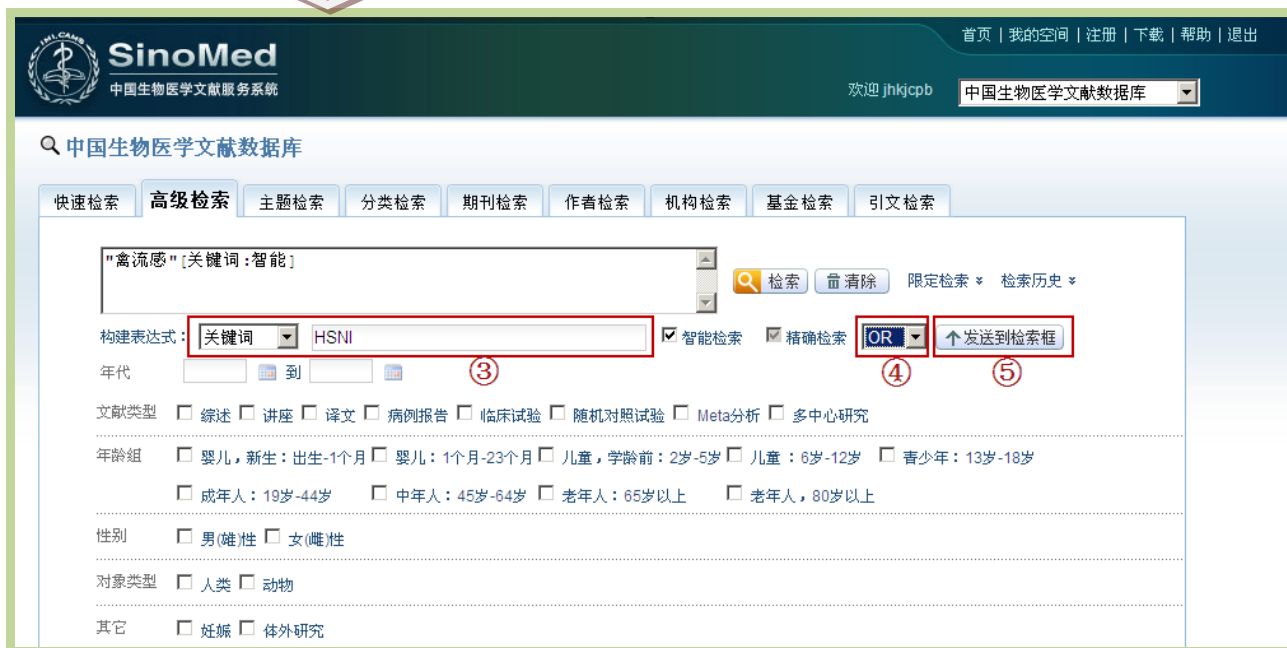 首页 | 我的空间 | 注册 | 下载 | 帮助 | 退出
IMI.CAMS
SinoMed
中国生物医学文献服务系统
欢迎 jhkjcpb 中国生物医学文献数据库
中国生物医学文献数据库
快速检索 高级检索 主题检索 分类检索 期刊检索 作者检索 机构检索 基金检索 引文检索
"禽流感"[关键词:智能]
检索 清除 限定检索 检索历史
构建表达式： 关键词 HSNI 智能检索 精确检索 OR 发送到检索框
年代 到 ③ ④ ⑤
文献类型 综述 讲座 译文 病例报告 临床试验 随机对照试验 Meta分析 多中心研究
年龄组 婴儿，新生：出生-1个月 婴儿：1个月-23个月 儿童，学龄前：2岁-5岁 儿童：6岁-12岁 青少年：13岁-18岁
成年人：19岁-44岁 中年人：45岁-64岁 老年人：65岁以上 老年人，80岁以上
性别 男(雄)性 女(雌)性
对象类型 人类 动物
其它 妊娠 体外研究